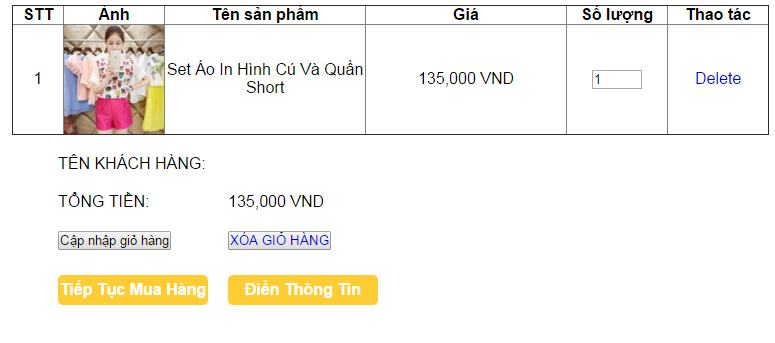 STT Ảnh Tên sản phẩm Giá Số lượng Thao tác
1 Set Áo In Hình Cú Và Quần Short 135,000 VND 1 Delete
TÊN KHÁCH HÀNG:
TỔNG TIỀN: 135,000 VND
Cập nhập giỏ hàng XÓA GIỎ HÀNG
Tiếp Tục Mua Hàng Điền Thông Tin